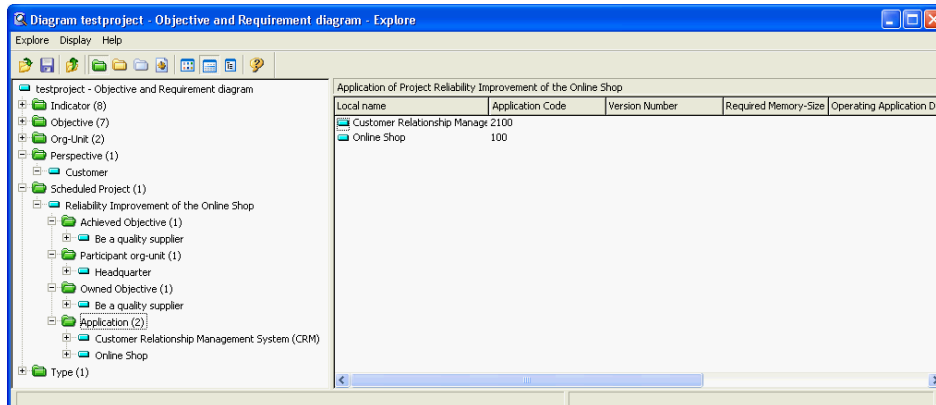 Diagram testproject - Objective and Requirement diagram - Explore
Explore Display Help
testproject - Objective and Requirement diagram
Indicator (8)
Objective (7)
Org-Unit (2)
Perspective (1)
Customer
Scheduled Project (1)
Reliability Improvement of the Online Shop
Achieved Objective (1)
Be a quality supplier
Participant org-unit (1)
Headquarter
Owned Objective (1)
Be a quality supplier
Application (2)
Customer Relationship Management System (CRM)
Online Shop
Type (1)
Application of Project Reliability Improvement of the Online Shop
Local name Application Code Version Number Required Memory-Size Operating Application D
Customer Relationship Manage 2100
Online Shop 100